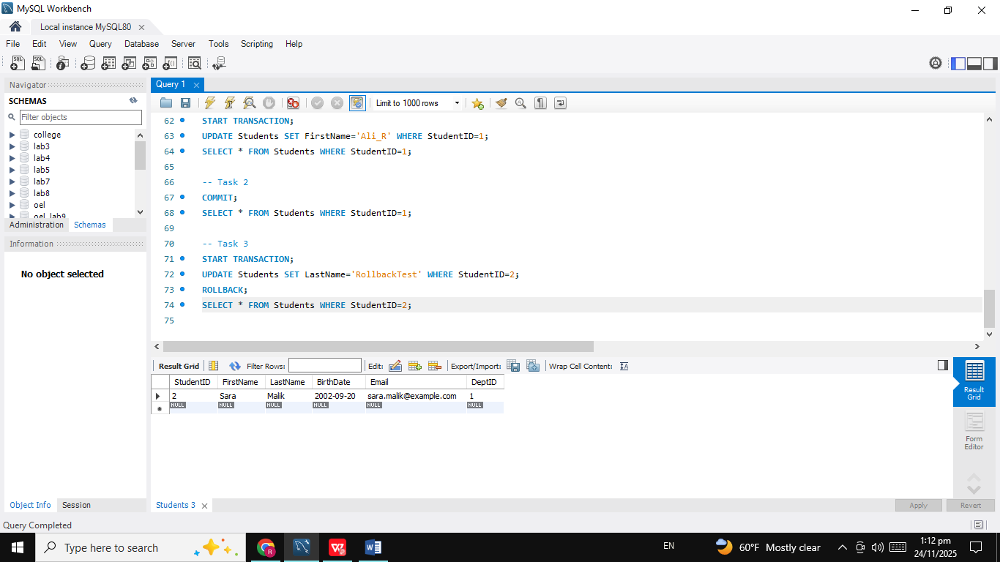 MySQL Workbench
Local instance MySQL80
File Edit View Query Database Server Tools Scripting Help
Navigator
SCHEMAS
Filter objects
college
lab3
lab4
lab5
lab7
lab8
oel
oel_lab9
Administration Schemas
Information
No object selected
Object Info Session
Query 1
Limit to 1000 rows
62 START TRANSACTION;
63 UPDATE Students SET FirstName='Ali_R' WHERE StudentID=1;
64 SELECT * FROM Students WHERE StudentID=1;
65
66 -- Task 2
67 COMMIT;
68 SELECT * FROM Students WHERE StudentID=1;
69
70 -- Task 3
71 START TRANSACTION;
72 UPDATE Students SET LastName='RollbackTest' WHERE StudentID=2;
73 ROLLBACK;
74 SELECT * FROM Students WHERE StudentID=2;
75
Result Grid Filter Rows: Edit: Export/Import: Wrap Cell Content:
StudentID FirstName LastName BirthDate Email DeptID
2 Sara Malik 2002-09-20 sara.malik@example.com 1
NULL NULL NULL NULL NULL NULL
Result
Grid
Form
Editor
Students 3
Apply Revert
Query Completed
Type here to search
EN
60°F Mostly clear
1:12 pm
24/11/2025